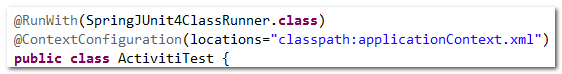 @RunWith(SpringJUnit4ClassRunner.class)
@ContextConfiguration(locations="classpath:applicationContext.xml")
public class ActivitiTest {